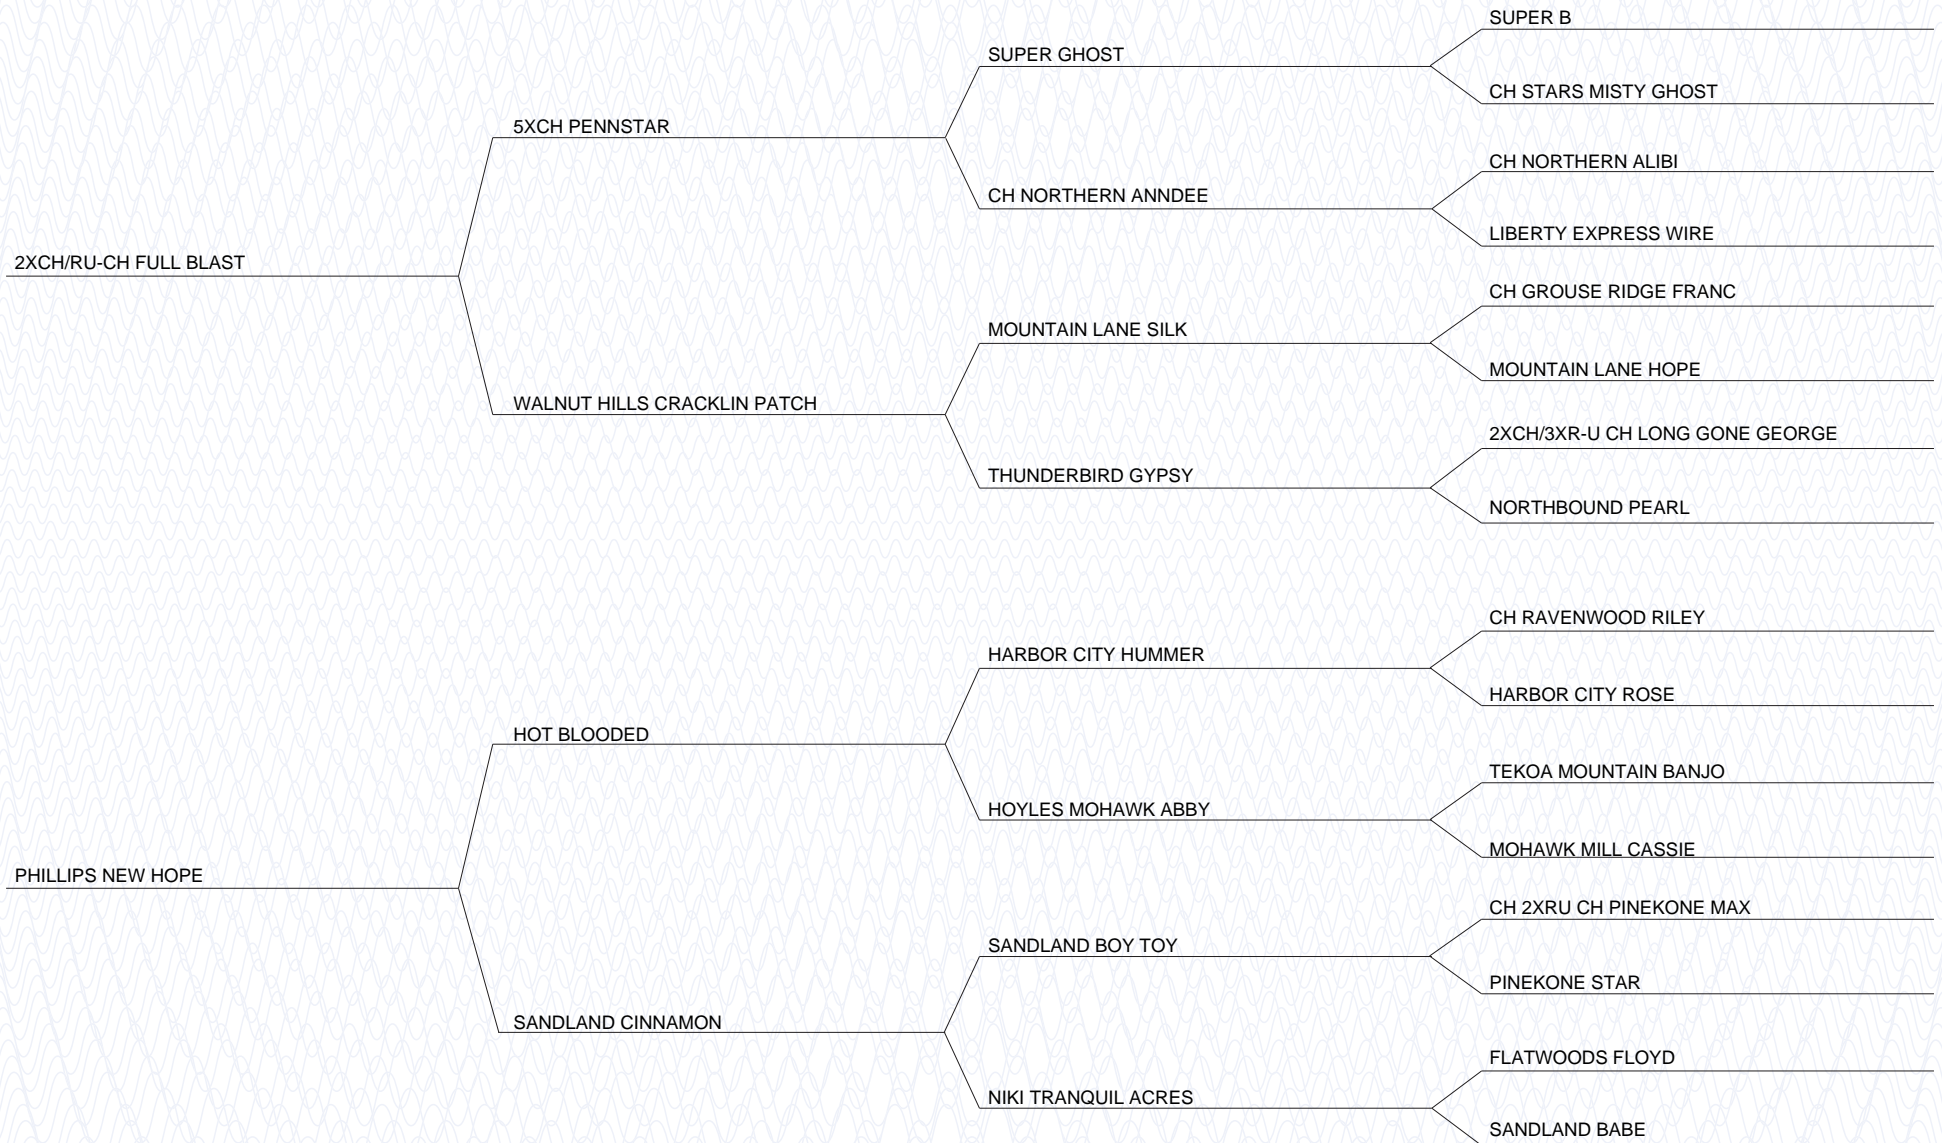 SUPER B
SUPER GHOST
CH STARS MISTY GHOST
5XCH PENNSTAR
CH NORTHERN ALIBI
CH NORTHERN ANNDEE
LIBERTY EXPRESS WIRE
2XCH/RU-CH FULL BLAST
CH GROUSE RIDGE FRANC
MOUNTAIN LANE SILK
MOUNTAIN LANE HOPE
WALNUT HILLS CRACKLIN PATCH
2XCH/3XR-U CH LONG GONE GEORGE
THUNDERBIRD GYPSY
NORTHBOUND PEARL
CH RAVENWOOD RILEY
HARBOR CITY HUMMER
HARBOR CITY ROSE
HOT BLOODED
TEKOA MOUNTAIN BANJO
HOYLES MOHAWK ABBY
MOHAWK MILL CASSIE
PHILLIPS NEW HOPE
CH 2XRU CH PINEKONE MAX
SANDLAND BOY TOY
PINEKONE STAR
SANDLAND CINNAMON
FLATWOODS FLOYD
NIKI TRANQUIL ACRES
SANDLAND BABE